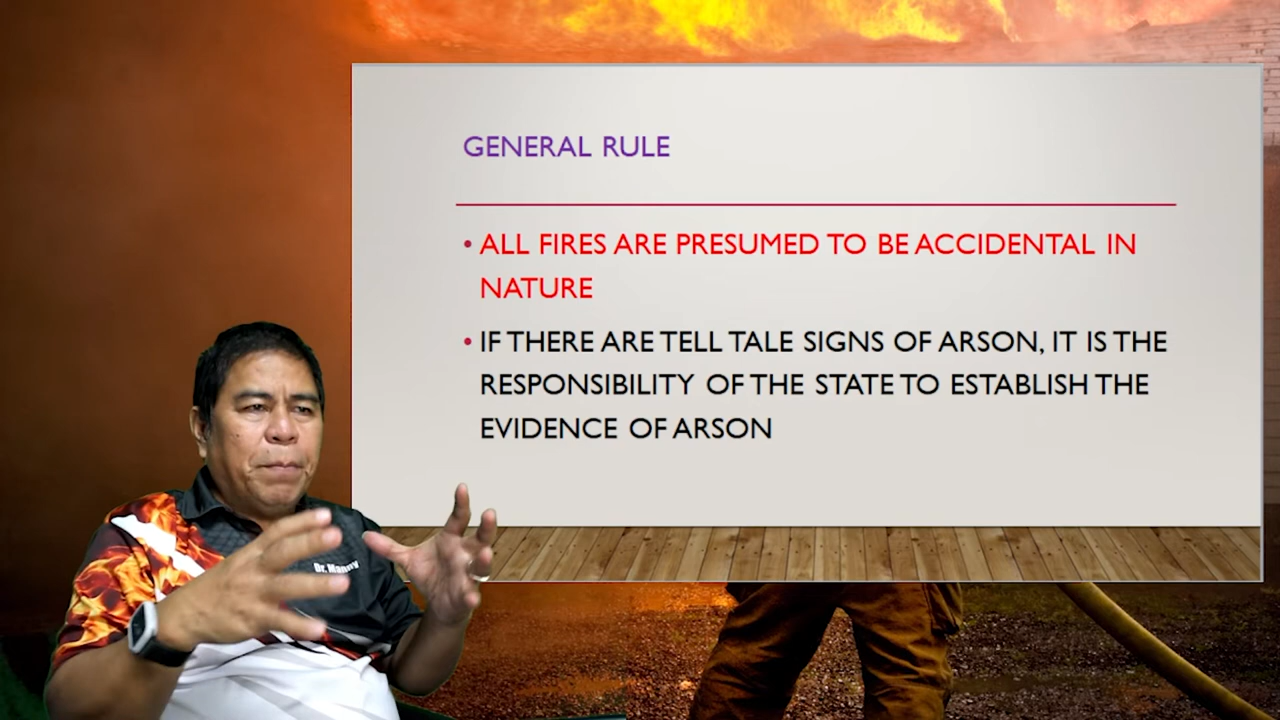 GENERAL RULE
• ALL FIRES ARE PRESUMED TO BE ACCIDENTAL IN
NATURE
• IF THERE ARE TELL TALE SIGNS OF ARSON, IT IS THE
RESPONSIBILITY OF THE STATE TO ESTABLISH THE
EVIDENCE OF ARSON
Dr. Manny